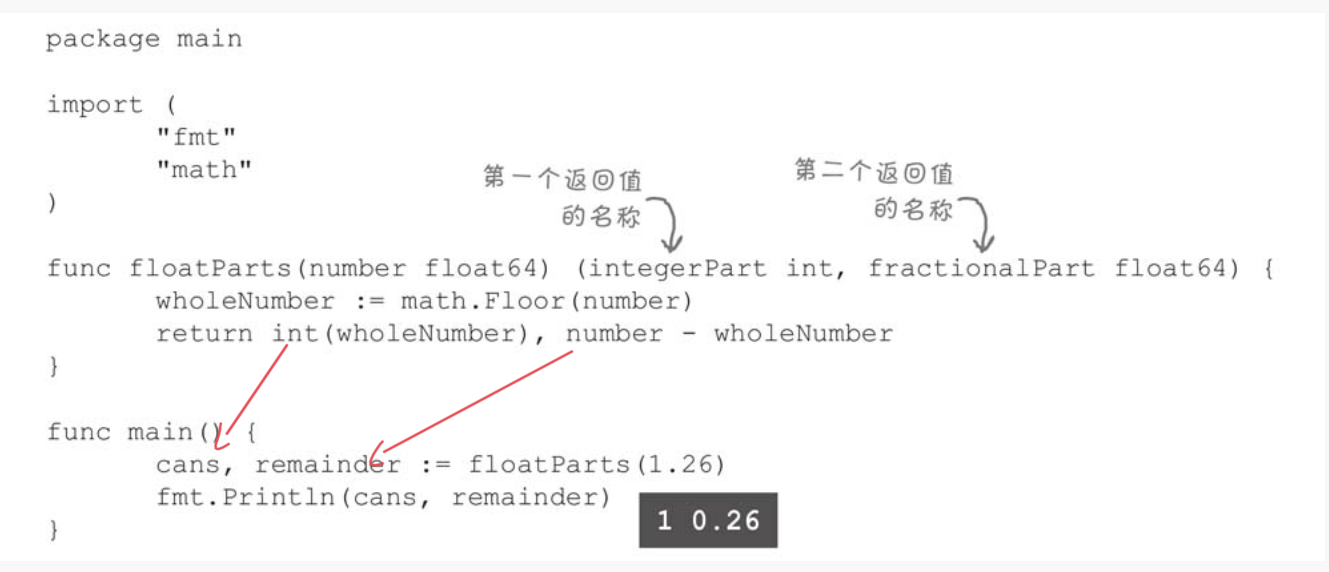 package main
import (
"fmt"
"math"
)
第一个返回值
的名称
第二个返回值
的名称
func floatParts(number float64) (integerPart int, fractionalPart float64) {
wholeNumber := math.Floor(number)
return int(wholeNumber), number - wholeNumber
}
func main() {
cans, remainder := floatParts(1.26)
fmt.Println(cans, remainder)
}
1 0.26